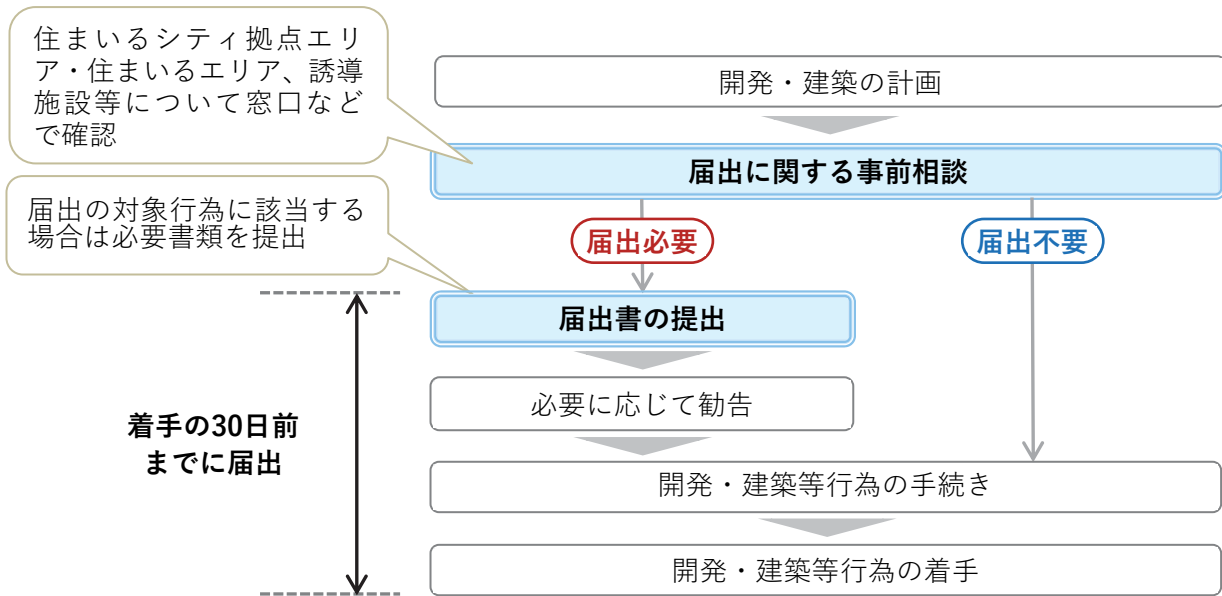 住まいるシティ拠点エリ
ア・住まいるエリア、誘導
施設等について窓口など
で確認
開発・建築の計画
届出に関する事前相談
届出の対象行為に該当する
場合は必要書類を提出
届出必要
届出不要
届出書の提出
必要に応じて勧告
着手の30日前
までに届出
開発・建築等行為の手続き
開発・建築等行為の着手